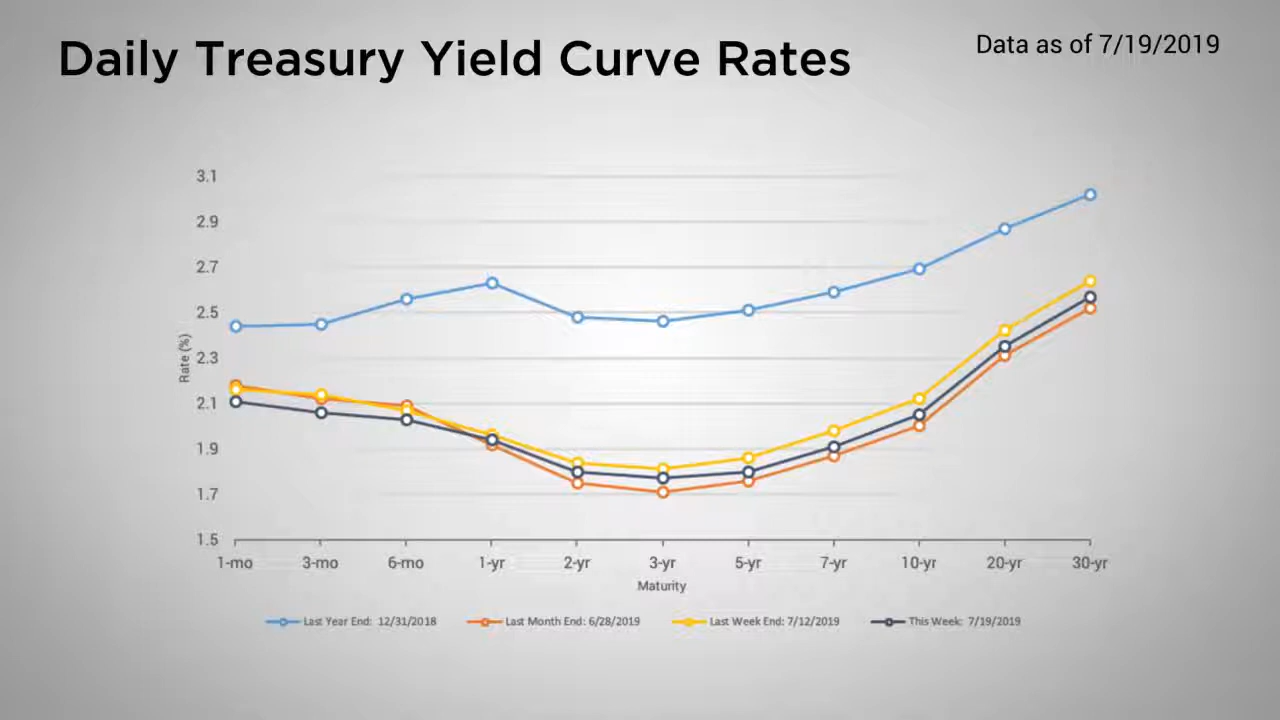 Daily Treasury Yield Curve Rates
Data as of 7/19/2019
3.1
2.9
2.7
2.5
2.3
2.1
1.9
1.7
1.5
Rate (%)
1-mo 3-mo 6-mo 1-yr 2-yr 3-yr 5-yr 7-yr 10-yr 20-yr 30-yr
Maturity
Last Year End: 12/31/2018 Last Month End: 6/28/2019 Last Week End: 7/12/2019 This Week: 7/19/2019